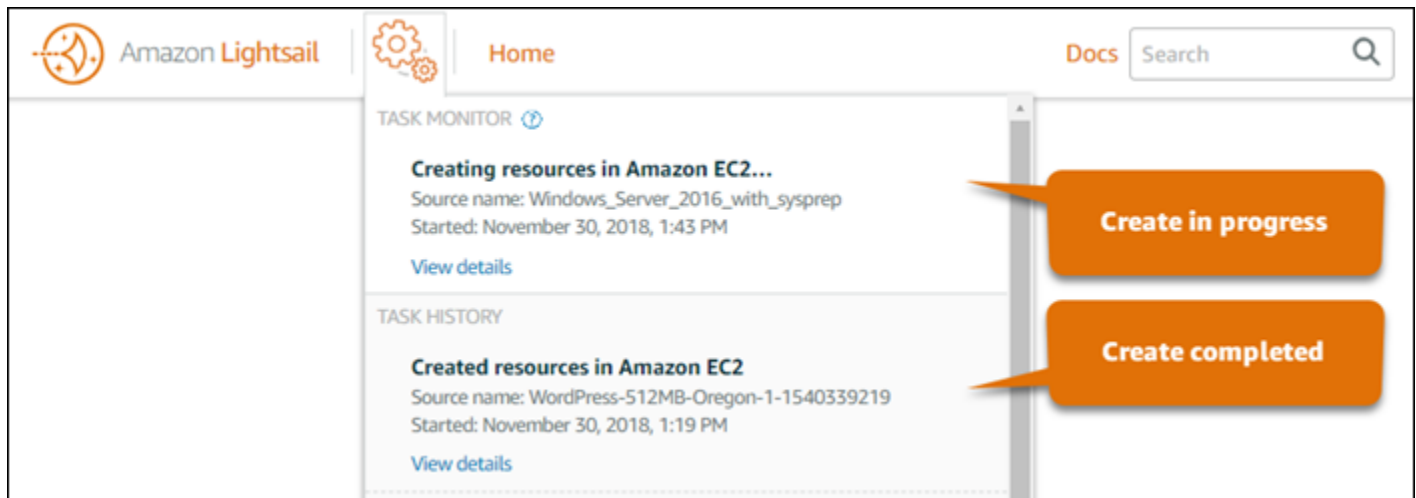 Amazon Lightsail
Home
Docs
Search
TASK MONITOR ?
Creating resources in Amazon EC2...
Source name: Windows_Server_2016_with_sysprep
Started: November 30, 2018, 1:43 PM
View details
Create in progress
TASK HISTORY
Created resources in Amazon EC2
Source name: WordPress-512MB-Oregon-1-1540339219
Started: November 30, 2018, 1:19 PM
View details
Create completed